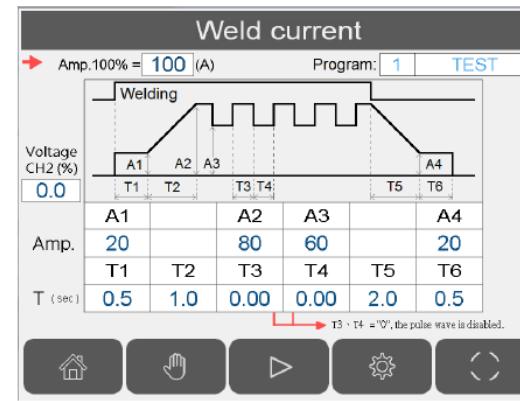 Weld current
Amp.100% = 100 (A) Program: 1 TEST
Welding
Voltage
CH2 (%)
0.0
A1 A2 A3 A4
T1 T2 T3 T4 T5 T6
A1 A2 A3 A4
Amp. 20 80 60 20
T1 T2 T3 T4 T5 T6
T (sec) 0.5 1.0 0.00 0.00 2.0 0.5
T3、T4 ="0", the pulse wave is disabled.